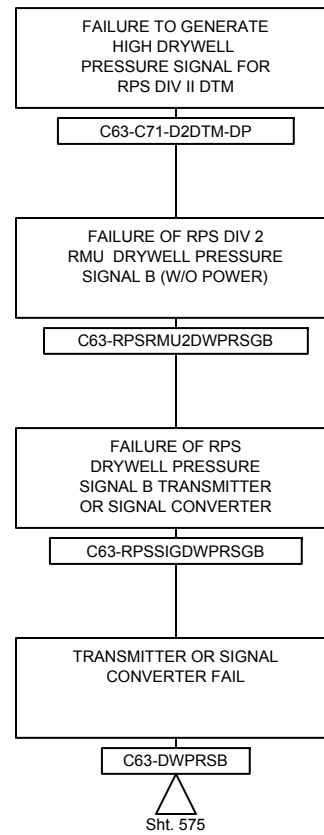 FAILURE TO GENERATE
HIGH DRYWELL
PRESSURE SIGNAL FOR
RPS DIV II DTM
C63-C71-D2DTM-DP
FAILURE OF RPS DIV 2
RMU DRYWELL PRESSURE
SIGNAL B (W/O POWER)
C63-RPSRMU2DWPRSGB
FAILURE OF RPS
DRYWELL PRESSURE
SIGNAL B TRANSMITTER
OR SIGNAL CONVERTER
C63-RPSSIGDWPRSGB
TRANSMITTER OR SIGNAL
CONVERTER FAIL
C63-DWPRSB
Sht. 575